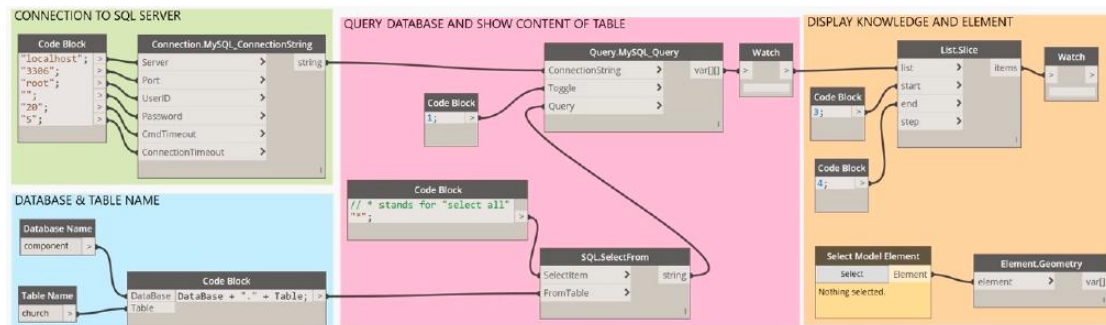 CONNECTION TO SQL SERVER
Code Block
"localhost"; >
"3306"; >
"root"; >
""; >
"20"; >
"5"; >
Connection.MySQL_ConnectionString
Server > string
Port >
UserID >
Password >
CmdTimeout >
ConnectionTimeout >
DATABASE & TABLE NAME
Database Name
component >
Table Name
church >
Code Block
DataBase DataBase + "." + Table; >
Table
QUERY DATABASE AND SHOW CONTENT OF TABLE
Query.MySQL_Query
ConnectionString > var[][]
Toggle >
Query >
Watch
> >
Code Block
1; >
Code Block
// * stands for "select all"
"*"; >
SQL.SelectFrom
SelectItem > string
FromTable >
DISPLAY KNOWLEDGE AND ELEMENT
List.Slice
list > items
start >
end >
step >
Watch
> >
Code Block
3; >
Code Block
4; >
Select Model Element
Select Element
Nothing selected.
Element.Geometry
element > var[]